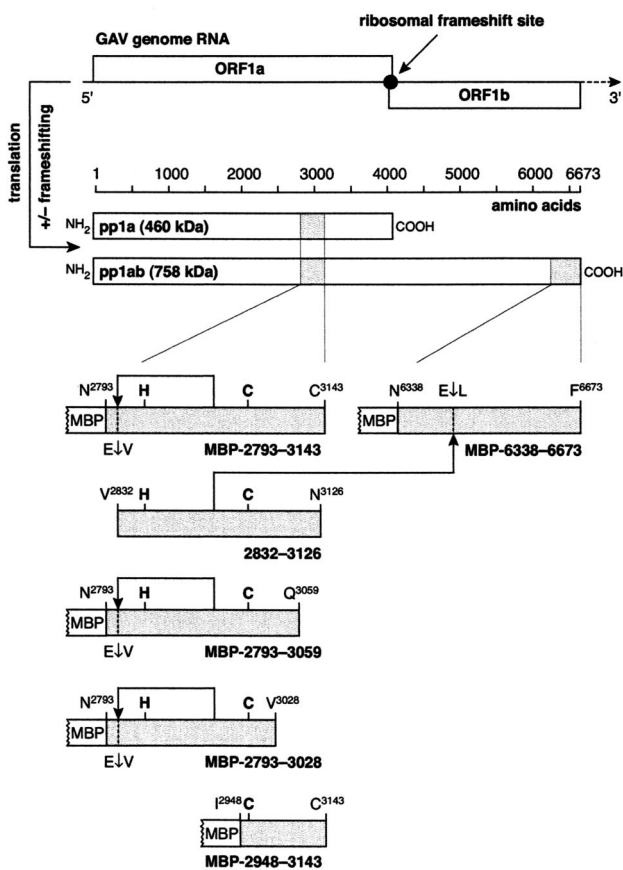 ribosomal frameshift site
GAV genome RNA
ORF1a
5'
ORF1b
3'
translation
+/– frameshifting
1 1000 2000 3000 4000 5000 6000 6673
amino acids
NH2 pp1a (460 kDa) COOH
NH2 pp1ab (758 kDa) COOH
N2793 H C C3143
MBP
E↓V MBP-2793–3143
N6338 E↓L F6673
MBP
MBP-6338–6673
V2832 H C N3126
2832–3126
N2793 H C Q3059
MBP
E↓V MBP-2793–3059
N2793 H C V3028
MBP
E↓V MBP-2793–3028
I2948 C C3143
MBP
MBP-2948–3143